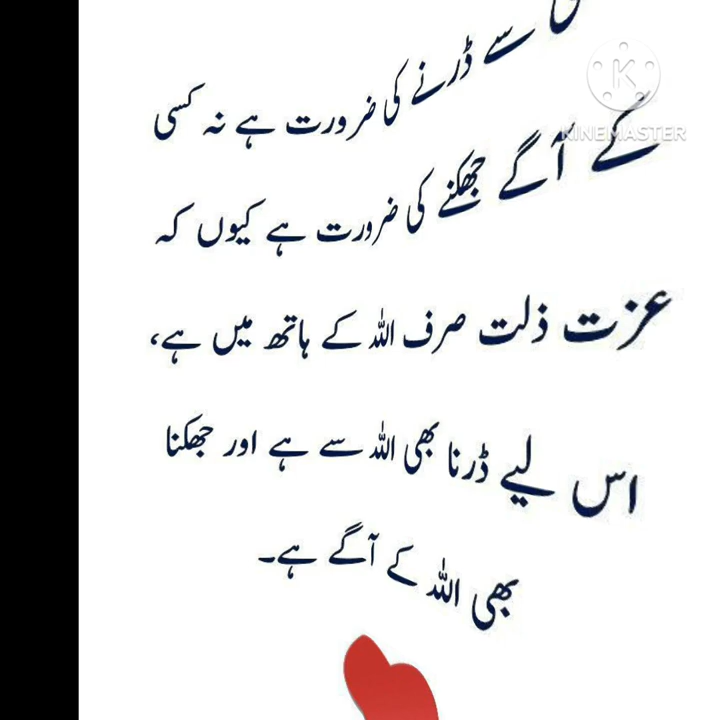 سے ڈرنے کی ضرورت ہے نہ کسی
کے آگے جھکنے کی ضرورت ہے کیوں کہ
عزت ذلت صرف اللہ کے ہاتھ میں ہے،
اس لیے ڈرنا بھی اللہ سے ہے اور جھکنا
بھی اللہ کے آگے ہے۔
KINEMASTER